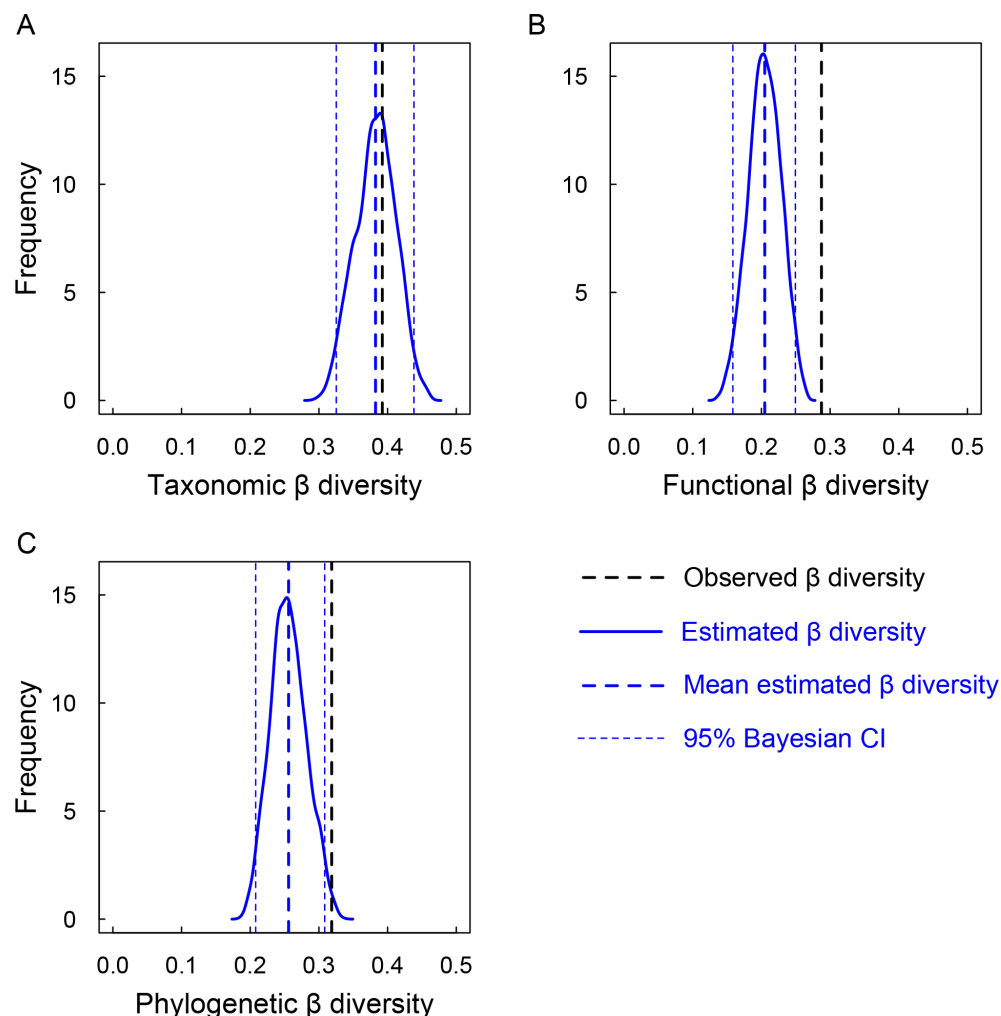 A
15
10
5
0
Frequency
0.0 0.1 0.2 0.3 0.4 0.5
Taxonomic β diversity
B
15
10
5
0
0.0 0.1 0.2 0.3 0.4 0.5
Functional β diversity
C
15
10
5
0
Frequency
0.0 0.1 0.2 0.3 0.4 0.5
Phylogenetic β diversity
Observed β diversity
Estimated β diversity
Mean estimated β diversity
95% Bayesian CI